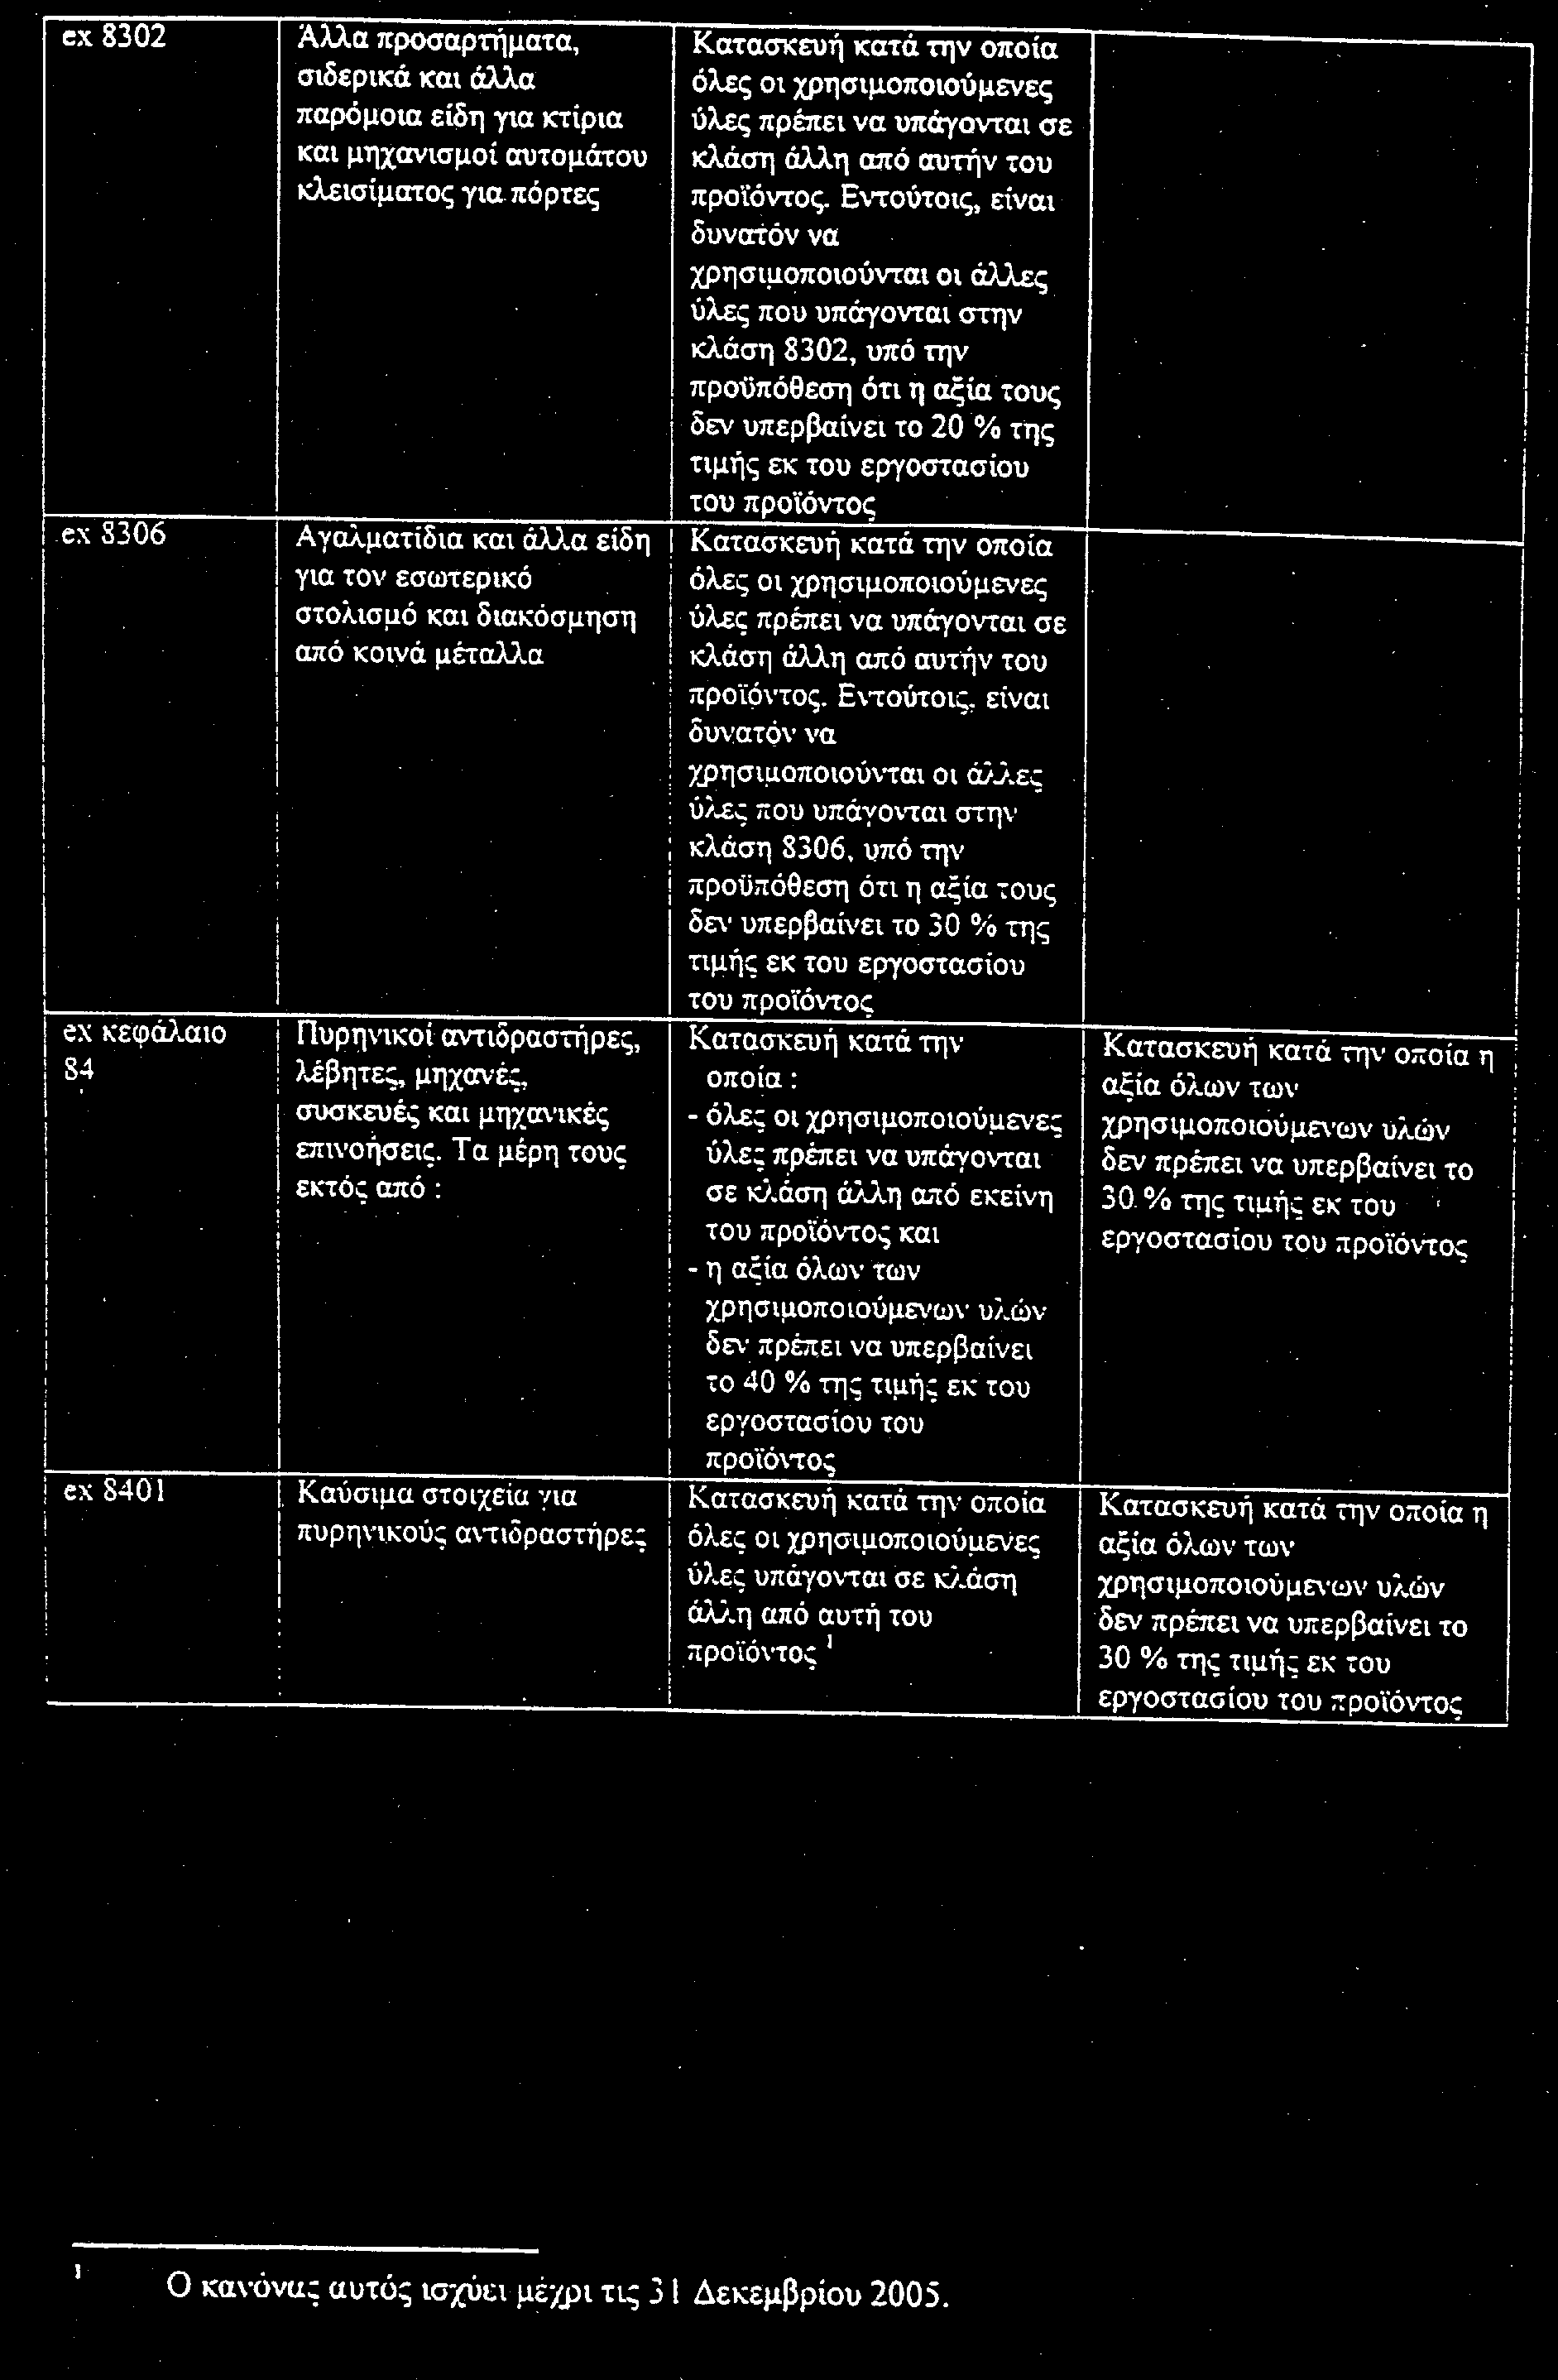 ex 8302
Άλλα προσαρτήματα,
σιδερικά και άλλα
παρόμοια είδη για κτίρια
και μηχανισμοί αυτομάτου
κλεισίματος για πόρτες
Κατασκευή κατά την οποία
όλες οι χρησιμοποιούμενες
ύλες πρέπει να υπάγονται σε
κλάση άλλη από αυτήν του
προϊόντος. Εντούτοις, είναι
δυνατόν να
χρησιμοποιούνται οι άλλες
ύλες που υπάγονται στην
κλάση 8302, υπό την
προϋπόθεση ότι η αξία τους
δεν υπερβαίνει το 20 % της
τιμής εκ του εργοστασίου
του προϊόντος
ex 8306
Αγαλματίδια και άλλα είδη
για τον εσωτερικό
στολισμό και διακόσμηση
από κοινά μέταλλα
Κατασκευή κατά την οποία
όλες οι χρησιμοποιούμενες
ύλες πρέπει να υπάγονται σε
κλάση άλλη από αυτήν του
προϊόντος. Εντούτοις, είναι
δυνατόν να
χρησιμοποιούνται οι άλλες
ύλες που υπάγονται στην
κλάση 8306, υπό την
προϋπόθεση ότι η αξία τους
δεν υπερβαίνει το 30 % της
τιμής εκ του εργοστασίου
του προϊόντος
ex κεφάλαιο
84
Πυρηνικοί αντιδραστήρες,
λέβητες, μηχανές,
συσκευές και μηχανικές
επινοήσεις. Τα μέρη τους
εκτός από :
Κατασκευή κατά την
οποία :
- όλες οι χρησιμοποιούμενες
ύλες πρέπει να υπάγονται
σε κλάση άλλη από εκείνη
του προϊόντος και
- η αξία όλων των
χρησιμοποιούμενων υλών
δεν πρέπει να υπερβαίνει
το 40 % της τιμής εκ του
εργοστασίου του
προϊόντος
Κατασκευή κατά την οποία η
αξία όλων των
χρησιμοποιούμενων υλών
δεν πρέπει να υπερβαίνει το
30 % της τιμής εκ του
εργοστασίου του προϊόντος
ex 8401
Καύσιμα στοιχεία για
πυρηνικούς αντιδραστήρες
Κατασκευή κατά την οποία
όλες οι χρησιμοποιούμενες
ύλες υπάγονται σε κλάση
άλλη από αυτή του
προϊόντος ¹
Κατασκευή κατά την οποία η
αξία όλων των
χρησιμοποιούμενων υλών
δεν πρέπει να υπερβαίνει το
30 % της τιμής εκ του
εργοστασίου του προϊόντος
¹ Ο κανόνας αυτός ισχύει μέχρι τις 31 Δεκεμβρίου 2005.